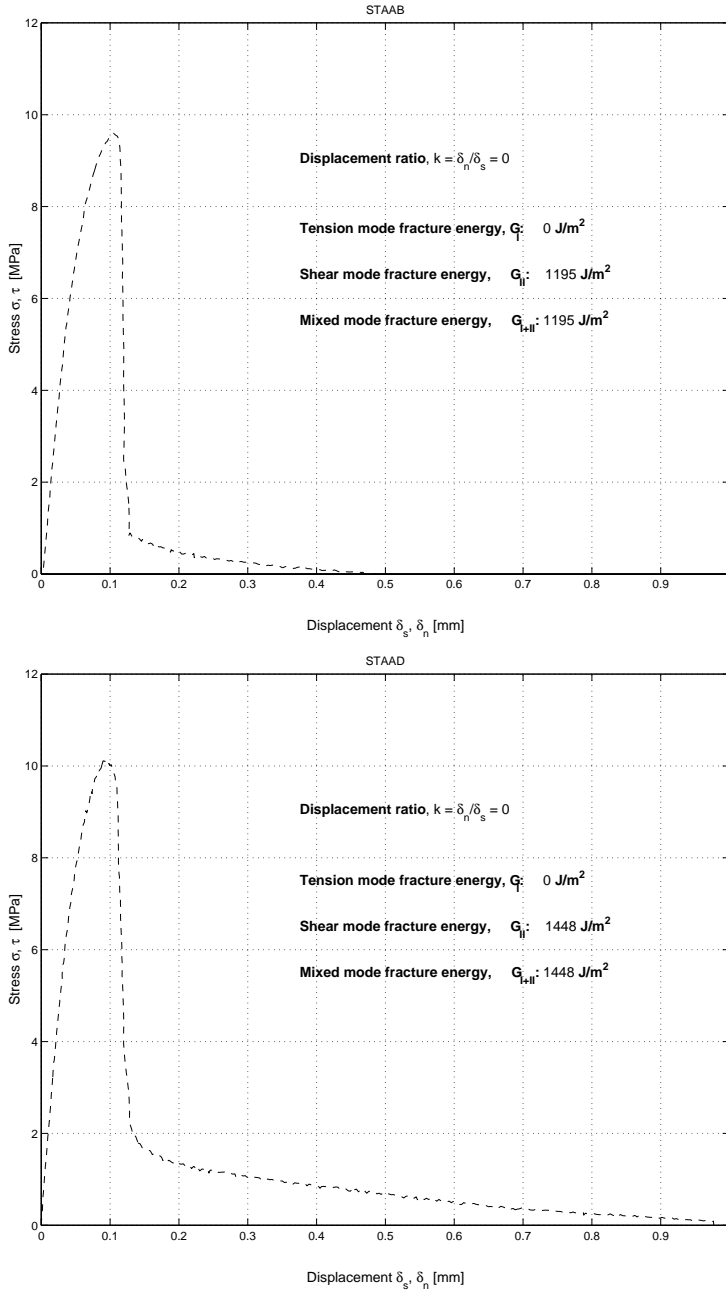 STAAB
12
10
8
6
4
2
0
Stress σ, τ [MPa]
Displacement ratio, k = δn/δs = 0
Tension mode fracture energy, GI: 0 J/m²
Shear mode fracture energy, GII: 1195 J/m²
Mixed mode fracture energy, GI+II: 1195 J/m²
0 0.1 0.2 0.3 0.4 0.5 0.6 0.7 0.8 0.9
Displacement δs, δn [mm]
STAAD
12
10
8
6
4
2
0
Stress σ, τ [MPa]
Displacement ratio, k = δn/δs = 0
Tension mode fracture energy, GI: 0 J/m²
Shear mode fracture energy, GII: 1448 J/m²
Mixed mode fracture energy, GI+II: 1448 J/m²
0 0.1 0.2 0.3 0.4 0.5 0.6 0.7 0.8 0.9
Displacement δs, δn [mm]